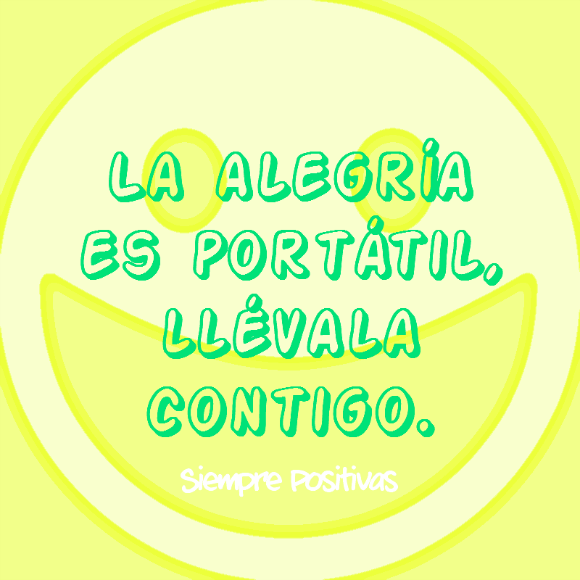 LA ALEGRÍA
ES PORTÁTIL,
LLÉVALA
CONTIGO.
Siempre Positivas